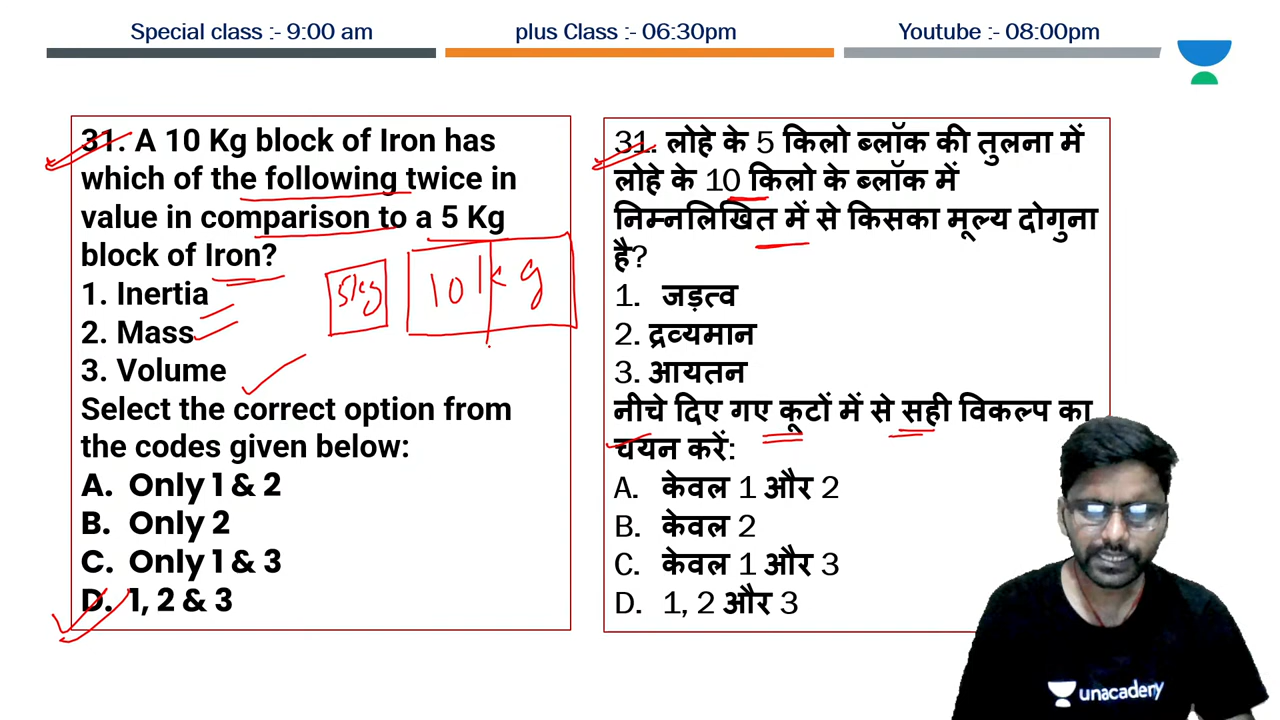 Special class :- 9:00 am
plus Class :- 06:30pm
Youtube :- 08:00pm
31. A 10 Kg block of Iron has
which of the following twice in
value in comparison to a 5 Kg
block of Iron?
1. Inertia
2. Mass
3. Volume
Select the correct option from
the codes given below:
A. Only 1 & 2
B. Only 2
C. Only 1 & 3
D. 1, 2 & 3
5kg
10kg
31. लोहे के 5 किलो ब्लॉक की तुलना में
लोहे के 10 किलो के ब्लॉक में
निम्नलिखित में से किसका मूल्य दोगुना
है?
1. जड़त्व
2. द्रव्यमान
3. आयतन
नीचे दिए गए कूटों में से सही विकल्प का
चयन करें:
A. केवल 1 और 2
B. केवल 2
C. केवल 1 और 3
D. 1, 2 और 3
unacademy